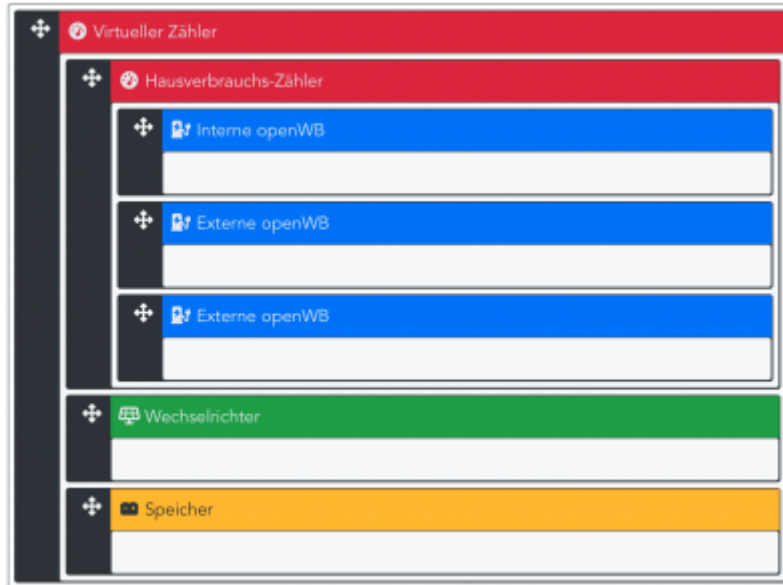 Virtueller Zähler
Hausverbrauchs-Zähler
Interne openWB
Externe openWB
Externe openWB
Wechselrichter
Speicher